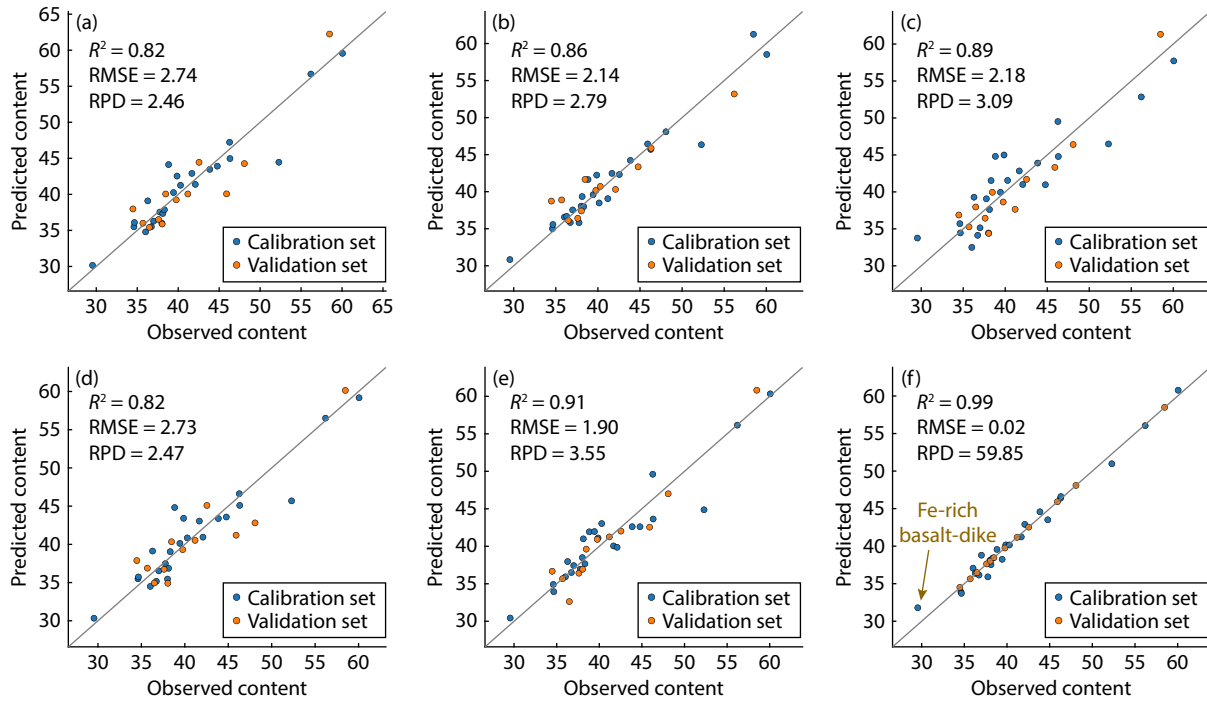 (a)
R² = 0.82
RMSE = 2.74
RPD = 2.46
Predicted content
65
60
55
50
45
40
35
30
Calibration set
Validation set
30 35 40 45 50 55 60 65
Observed content
(b)
R² = 0.86
RMSE = 2.14
RPD = 2.79
Predicted content
60
55
50
45
40
35
30
Calibration set
Validation set
30 35 40 45 50 55 60
Observed content
(c)
R² = 0.89
RMSE = 2.18
RPD = 3.09
Predicted content
60
55
50
45
40
35
30
Calibration set
Validation set
30 35 40 45 50 55 60
Observed content
(d)
R² = 0.82
RMSE = 2.73
RPD = 2.47
Predicted content
60
55
50
45
40
35
30
Calibration set
Validation set
30 35 40 45 50 55 60
Observed content
(e)
R² = 0.91
RMSE = 1.90
RPD = 3.55
Predicted content
60
55
50
45
40
35
30
Calibration set
Validation set
30 35 40 45 50 55 60
Observed content
(f)
R² = 0.99
RMSE = 0.02
RPD = 59.85
Fe-rich
basalt-dike
Predicted content
60
55
50
45
40
35
30
Calibration set
Validation set
30 35 40 45 50 55 60
Observed content